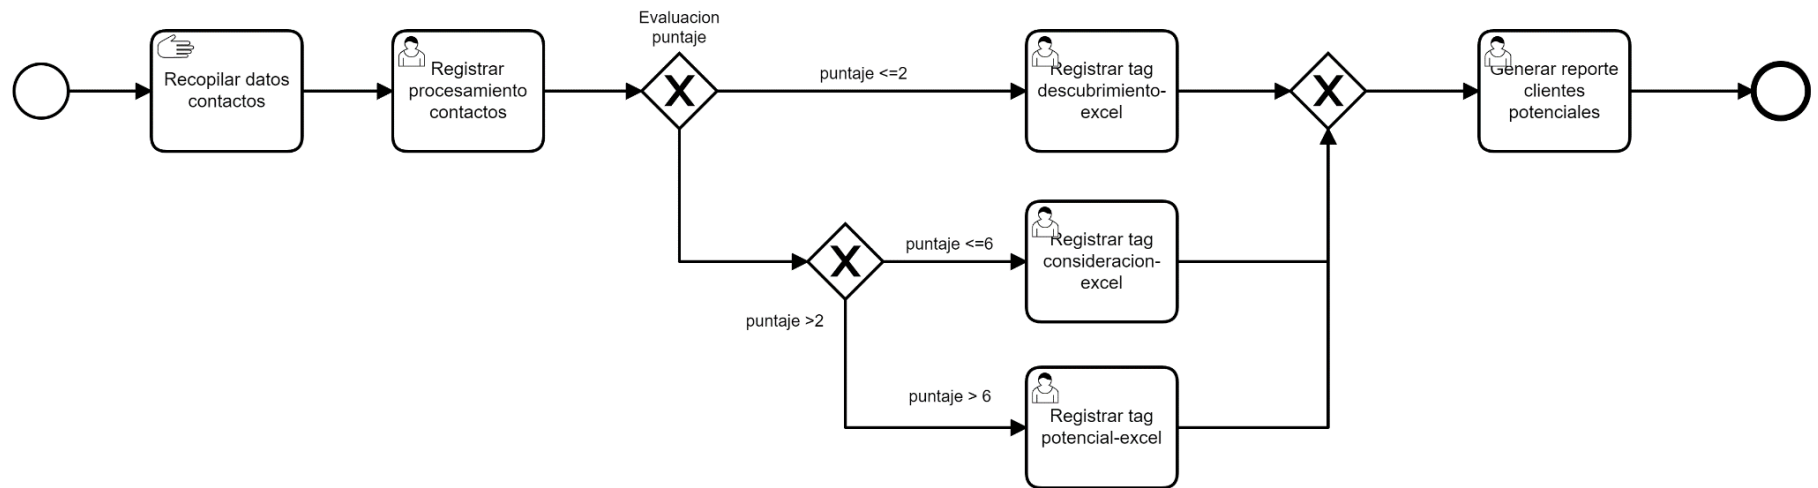 Evaluacion
puntaje
Recopilar datos
contactos
Registrar
procesamiento
contactos
X
puntaje <=2
Registrar tag
descubrimiento-
excel
X
Generar reporte
clientes
potenciales
X
puntaje <=6
Registrar tag
consideracion-
excel
puntaje >2
puntaje > 6
Registrar tag
potencial-excel